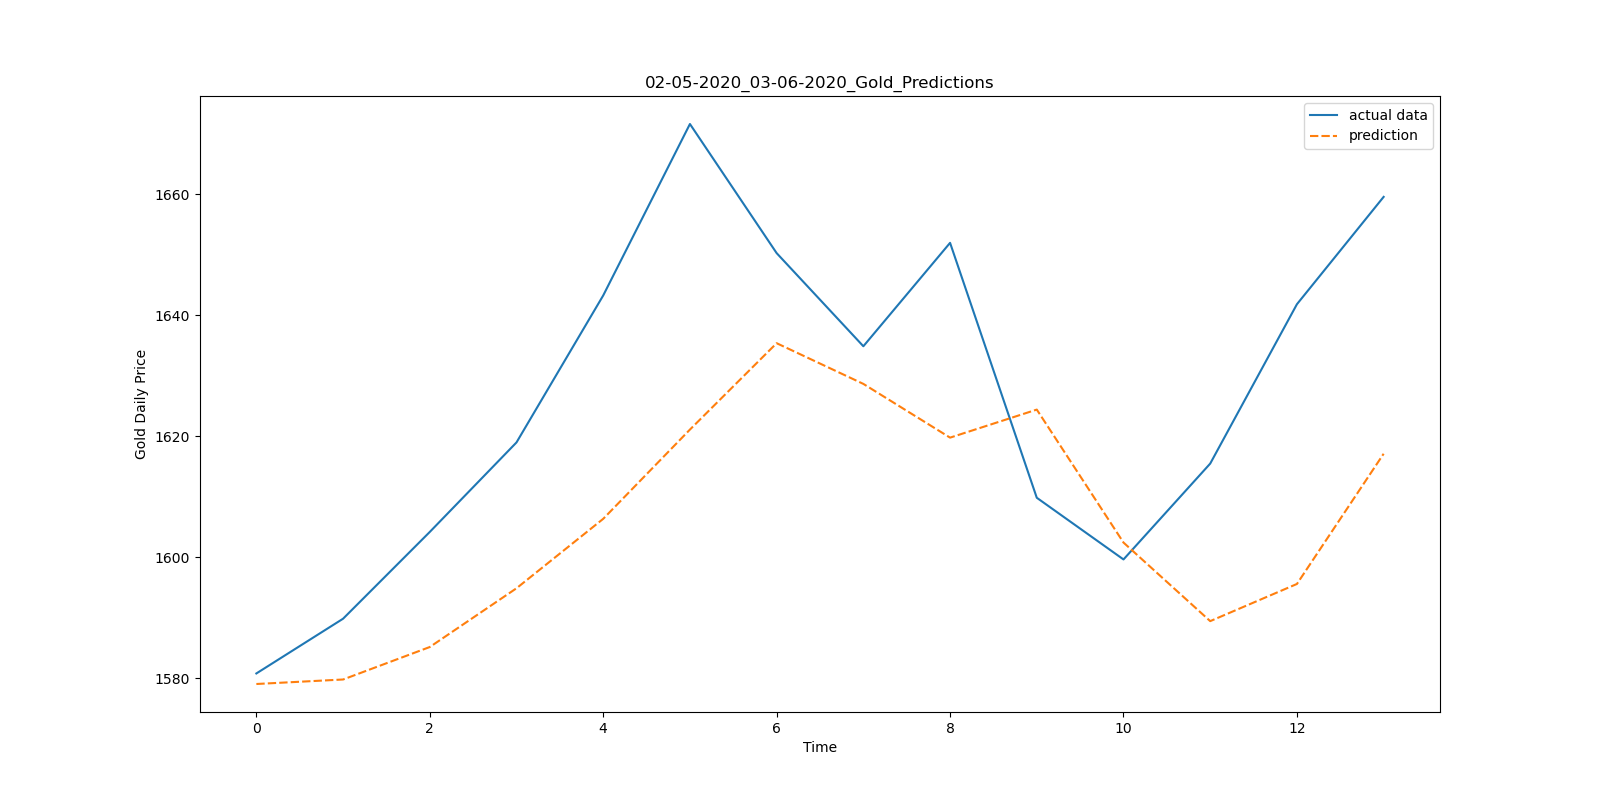 02-05-2020_03-06-2020_Gold_Predictions
actual data
prediction
Gold Daily Price
1660
1640
1620
1600
1580
0 2 4 6 8 10 12
Time